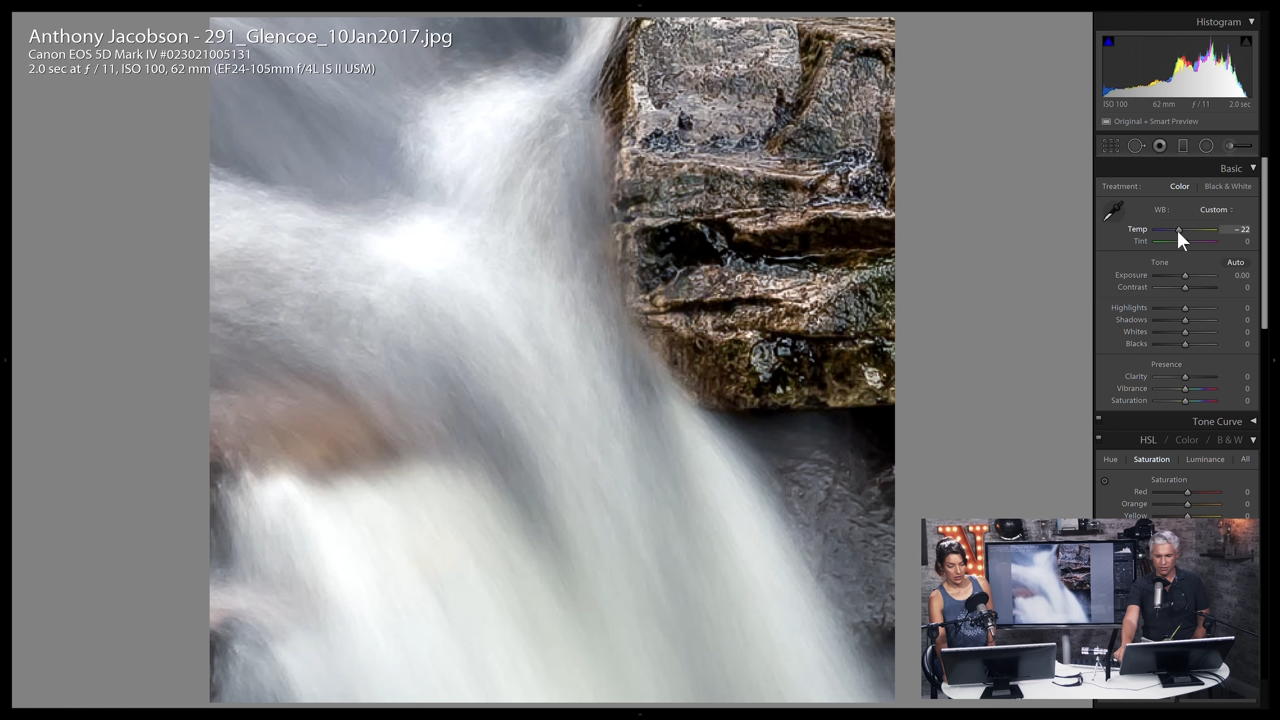 Anthony Jacobson - 291_Glencoe_10Jan2017.jpg
Canon EOS 5D Mark IV #023021005131
2.0 sec at ƒ / 11, ISO 100, 62 mm (EF24-105mm f/4L IS II USM)
Histogram
ISO 100 62 mm ƒ / 11 2.0 sec
Original + Smart Preview
Basic
Treatment : Color Black & White
WB : Custom
Temp – 22
Tint 0
Tone Auto
Exposure 0.00
Contrast 0
Highlights 0
Shadows 0
Whites 0
Blacks 0
Presence
Clarity 0
Vibrance 0
Saturation 0
Tone Curve
HSL / Color / B & W
Hue Saturation Luminance All
Saturation
Red 0
Orange 0
Yellow 0
N